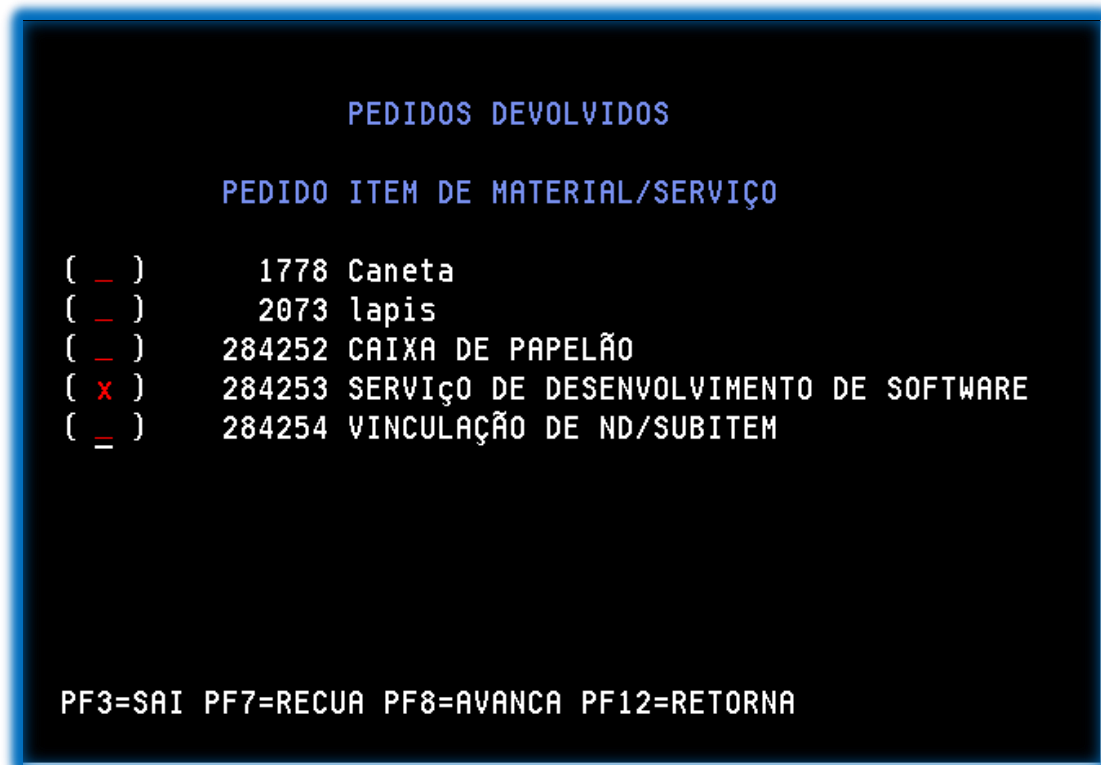 PEDIDOS DEVOLVIDOS
PEDIDO ITEM DE MATERIAL/SERVIÇO
( _ ) 1778 Caneta
( _ ) 2073 lapis
( _ ) 284252 CAIXA DE PAPELÃO
( x ) 284253 SERVIçO DE DESENVOLVIMENTO DE SOFTWARE
( _ ) 284254 VINCULAÇÃO DE ND/SUBITEM
PF3=SAI PF7=RECUA PF8=AVANCA PF12=RETORNA